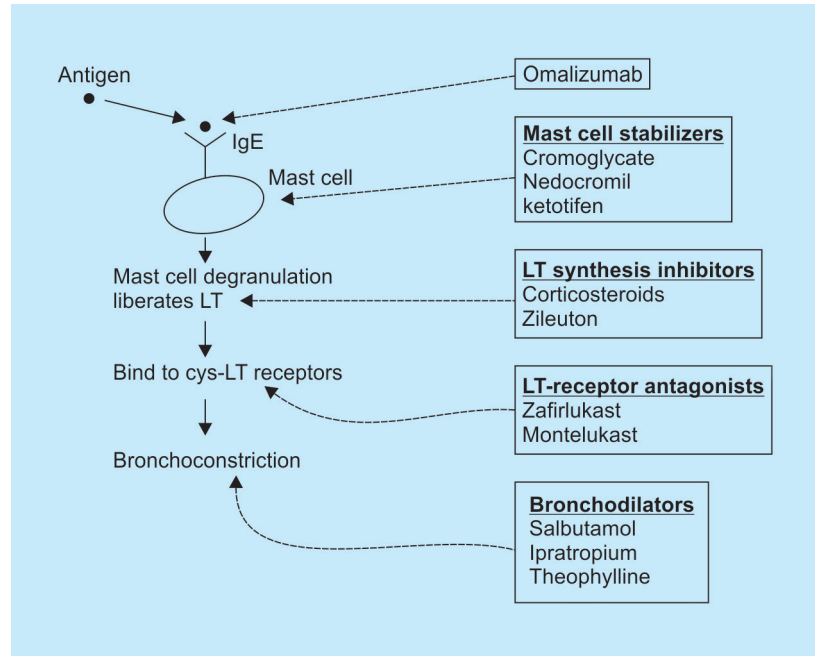 Antigen
IgE
Mast cell
Mast cell degranulation
liberates LT
Bind to cys-LT receptors
Bronchoconstriction
Omalizumab
Mast cell stabilizers
Cromoglycate
Nedocromil
ketotifen
LT synthesis inhibitors
Corticosteroids
Zileuton
LT-receptor antagonists
Zafirlukast
Montelukast
Bronchodilators
Salbutamol
Ipratropium
Theophylline